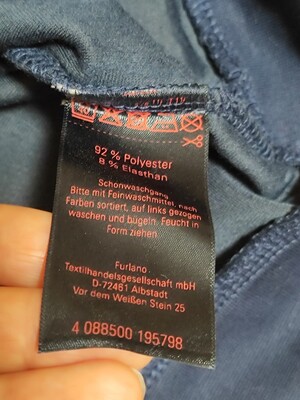 92 % Polyester
8 % Elasthan
Schonwaschgang
Bitte mit Feinwaschmittel, nach
Farben sortiert, auf links gezogen
waschen und bügeln. Feucht in
Form ziehen
Furlano
Textilhandelsgesellschaft mbH
D-72461 Albstadt
Vor dem Weißen Stein 25
4 088500 195798